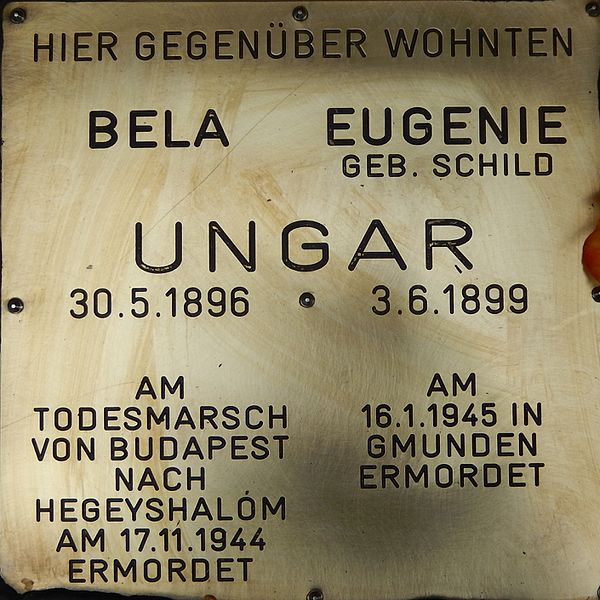 HIER GEGENÜBER WOHNTEN
BELA
EUGENIE
GEB. SCHILD
UNGAR
30.5.1896
3.6.1899
AM
TODESMARSCH
VON BUDAPEST
NACH
HEGEYSHALÓM
AM 17.11.1944
ERMORDET
AM
16.1.1945 IN
GMUNDEN
ERMORDET